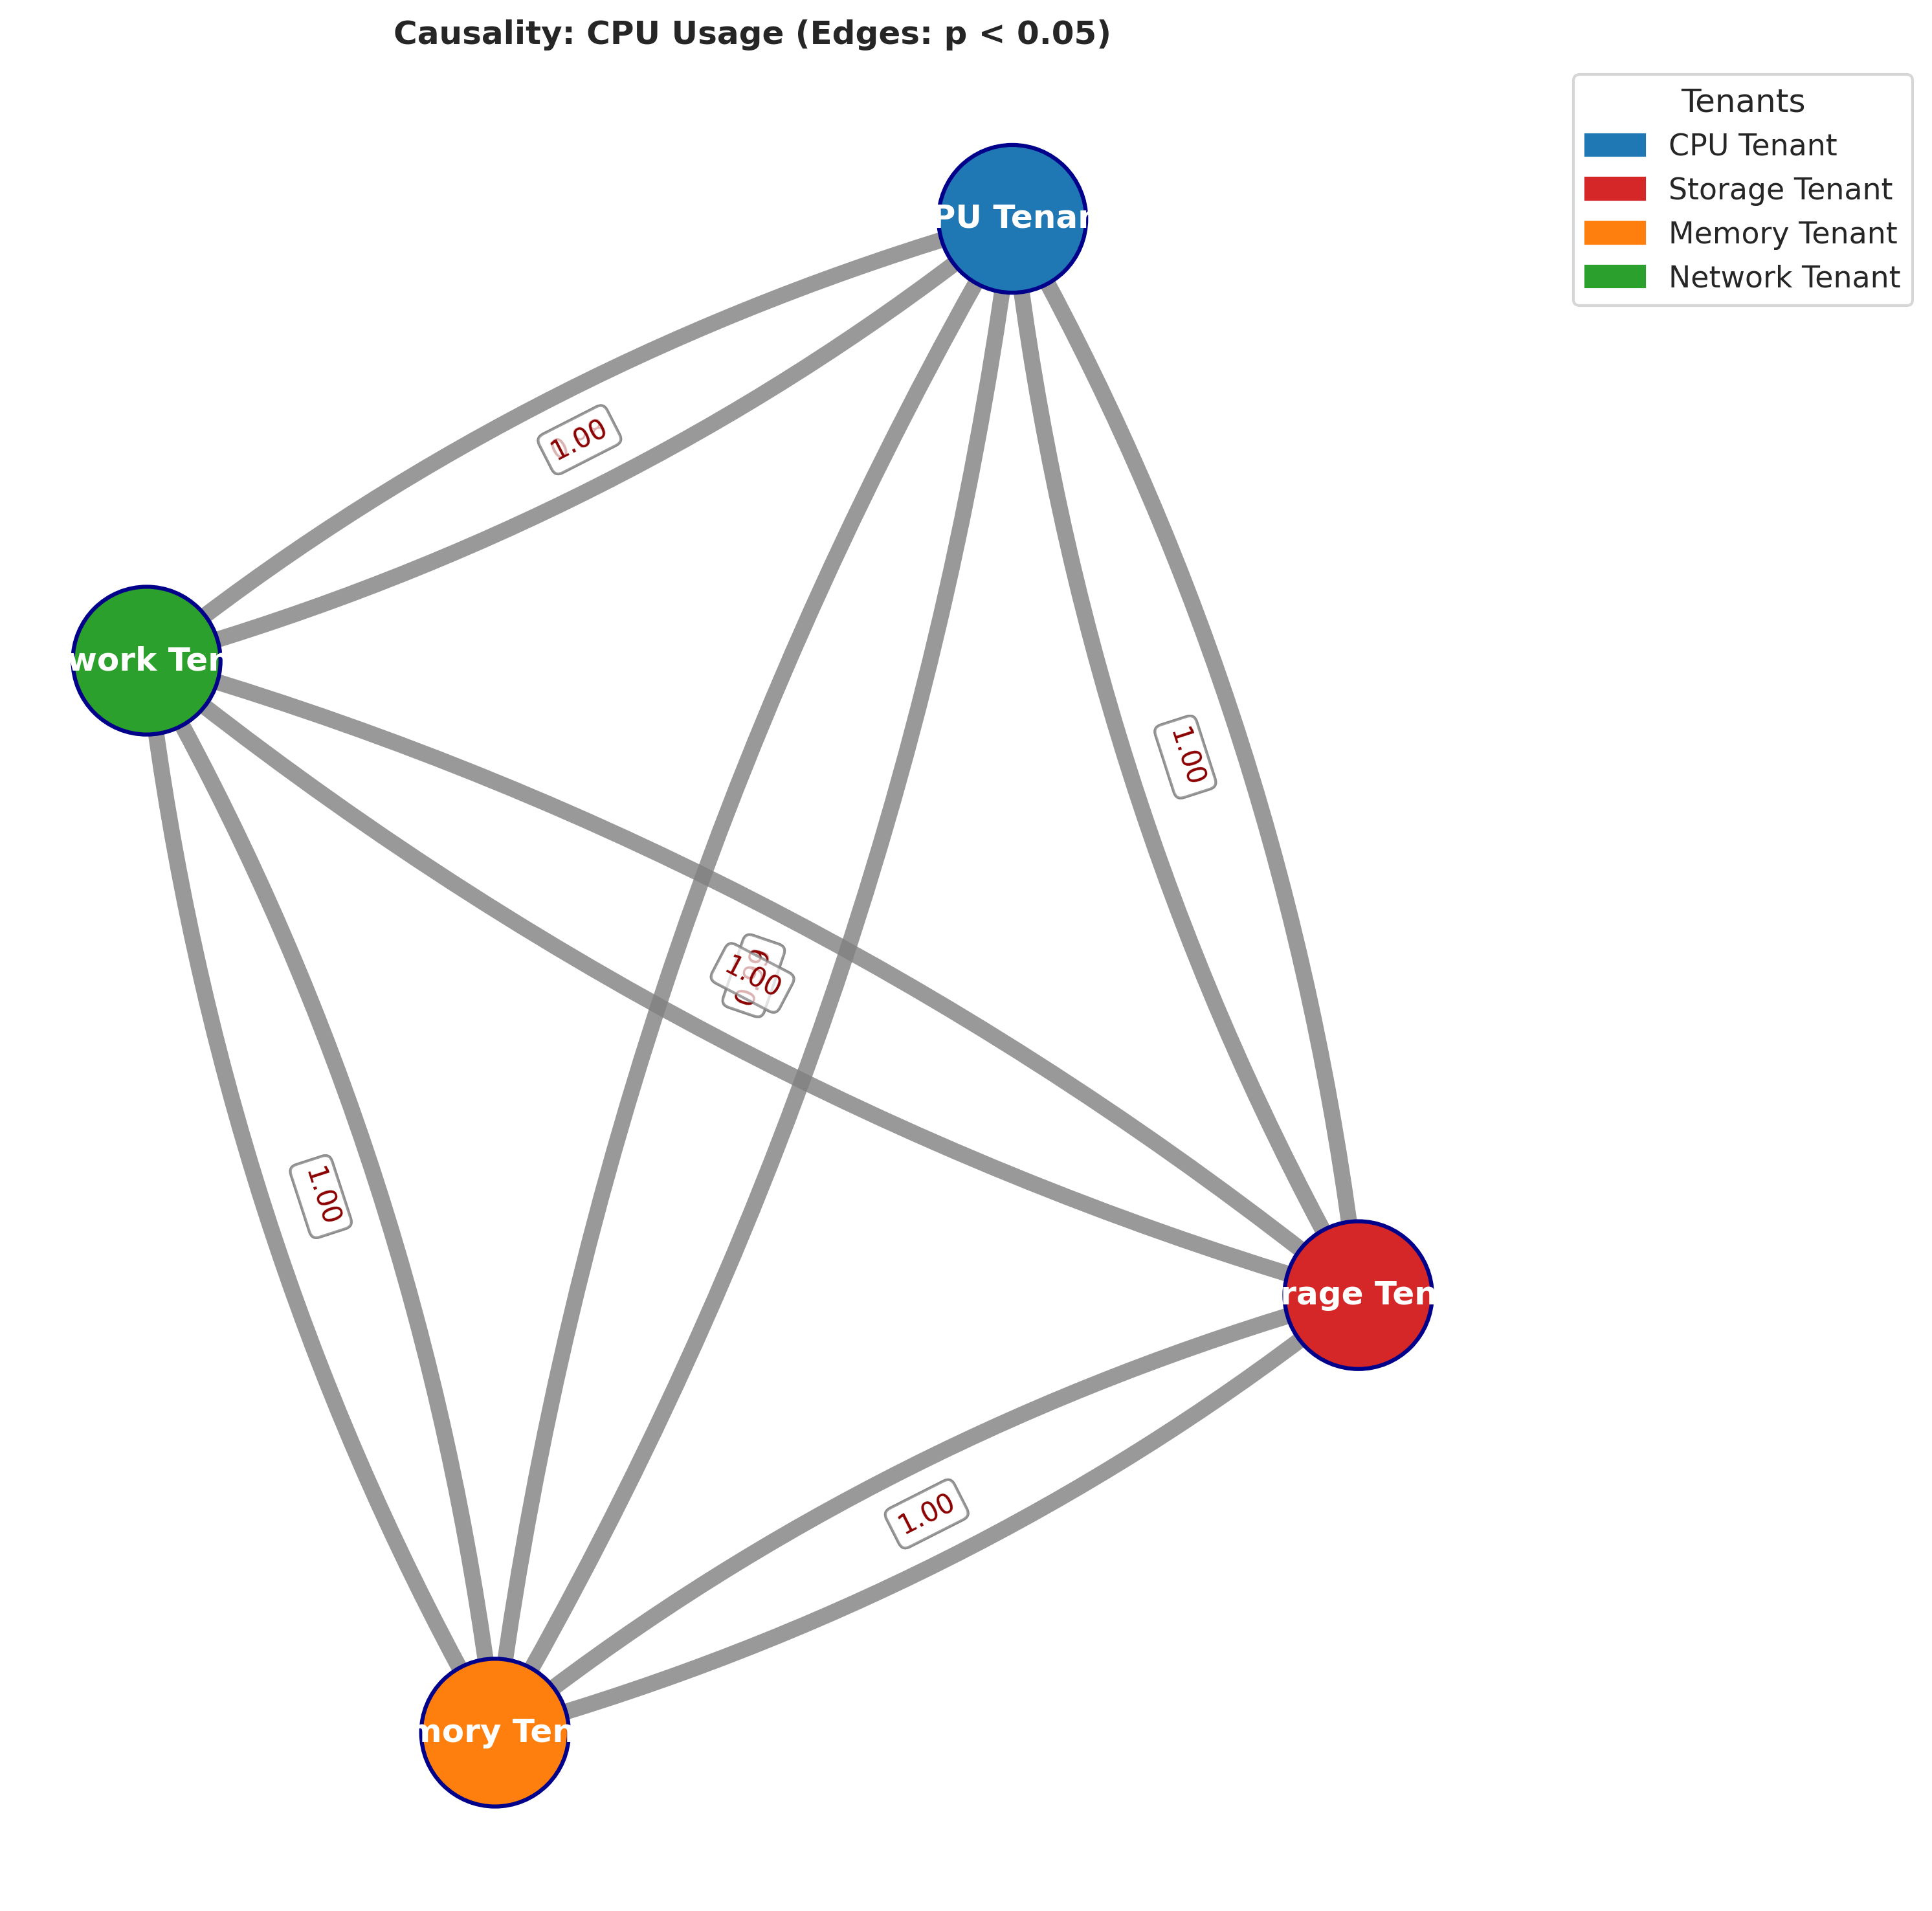 Causality: CPU Usage (Edges: p < 0.05)
Tenants
CPU Tenant
Storage Tenant
Memory Tenant
Network Tenant
PU Tenan
1.00
work Ten
1.00
1.00
1.00
rage Ten
1.00
mory Ten